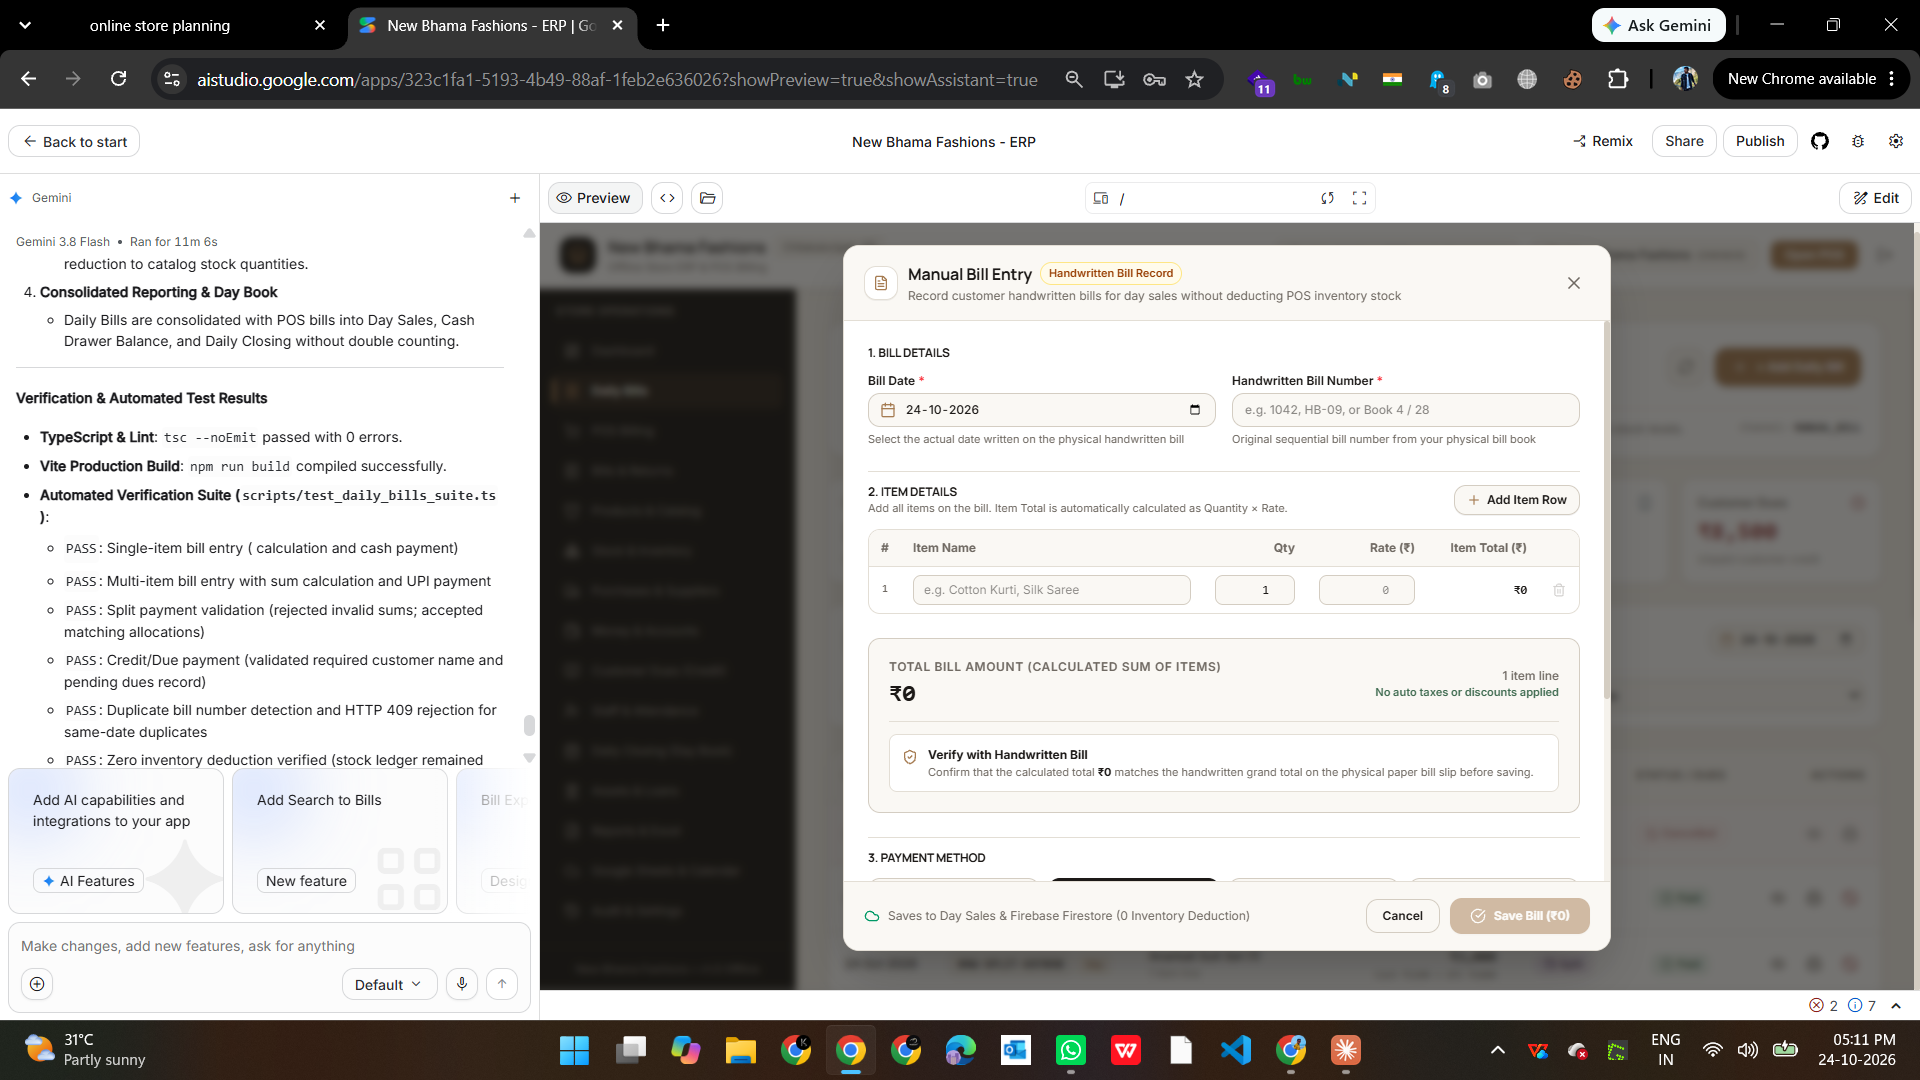 online store planning
New Bhama Fashions - ERP | Go
Ask Gemini
aistudio.google.com/apps/323c1fa1-5193-4b49-88af-1feb2e636026?showPreview=true&showAssistant=true
bw
11
8
New Chrome available
Back to start
New Bhama Fashions - ERP
Remix
Share
Publish
Gemini
Preview
/
Edit
Gemini 3.8 Flash • Ran for 11m 6s
reduction to catalog stock quantities.
4. Consolidated Reporting & Day Book
Daily Bills are consolidated with POS bills into Day Sales, Cash
Drawer Balance, and Daily Closing without double counting.
Verification & Automated Test Results
TypeScript & Lint: tsc --noEmit passed with 0 errors.
Vite Production Build: npm run build compiled successfully.
Automated Verification Suite (scripts/test_daily_bills_suite.ts
):
PASS: Single-item bill entry ( calculation and cash payment)
PASS: Multi-item bill entry with sum calculation and UPI payment
PASS: Split payment validation (rejected invalid sums; accepted
matching allocations)
PASS: Credit/Due payment (validated required customer name and
pending dues record)
PASS: Duplicate bill number detection and HTTP 409 rejection for
same-date duplicates
PASS: Zero inventory deduction verified (stock ledger remained
Add AI capabilities and
integrations to your app
AI Features
Add Search to Bills
New feature
Bill Exp
Desig
Make changes, add new features, ask for anything
Default
New Bhama Fashions
Manual Bill Entry
Handwritten Bill Record
Record customer handwritten bills for day sales without deducting POS inventory stock
1. BILL DETAILS
Bill Date *
Handwritten Bill Number *
24-10-2026
e.g. 1042, HB-09, or Book 4 / 28
Select the actual date written on the physical handwritten bill
Original sequential bill number from your physical bill book
2. ITEM DETAILS
Add all items on the bill. Item Total is automatically calculated as Quantity × Rate.
Add Item Row
# Item Name Qty Rate (₹) Item Total (₹)
1 e.g. Cotton Kurti, Silk Saree 1 0 ₹0
TOTAL BILL AMOUNT (CALCULATED SUM OF ITEMS)
₹0
1 item line
No auto taxes or discounts applied
Verify with Handwritten Bill
Confirm that the calculated total ₹0 matches the handwritten grand total on the physical paper bill slip before saving.
3. PAYMENT METHOD
Saves to Day Sales & Firebase Firestore (0 Inventory Deduction)
Cancel
Save Bill (₹0)
2
7
31°C
Partly sunny
ENG
IN
05:11 PM
24-10-2026